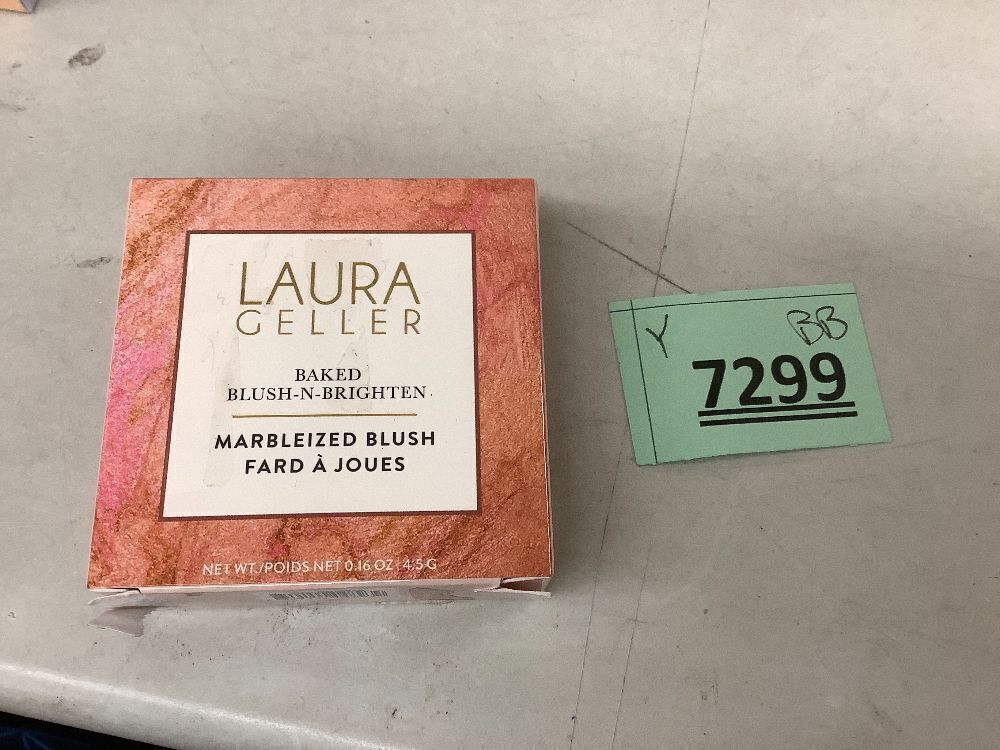 LAURA
GELLER
BAKED
BLUSH-N-BRIGHTEN
MARBLEIZED BLUSH
FARD À JOUES
NET WT./POIDS NET 0.16 OZ 4.5 G
Y BB
7299